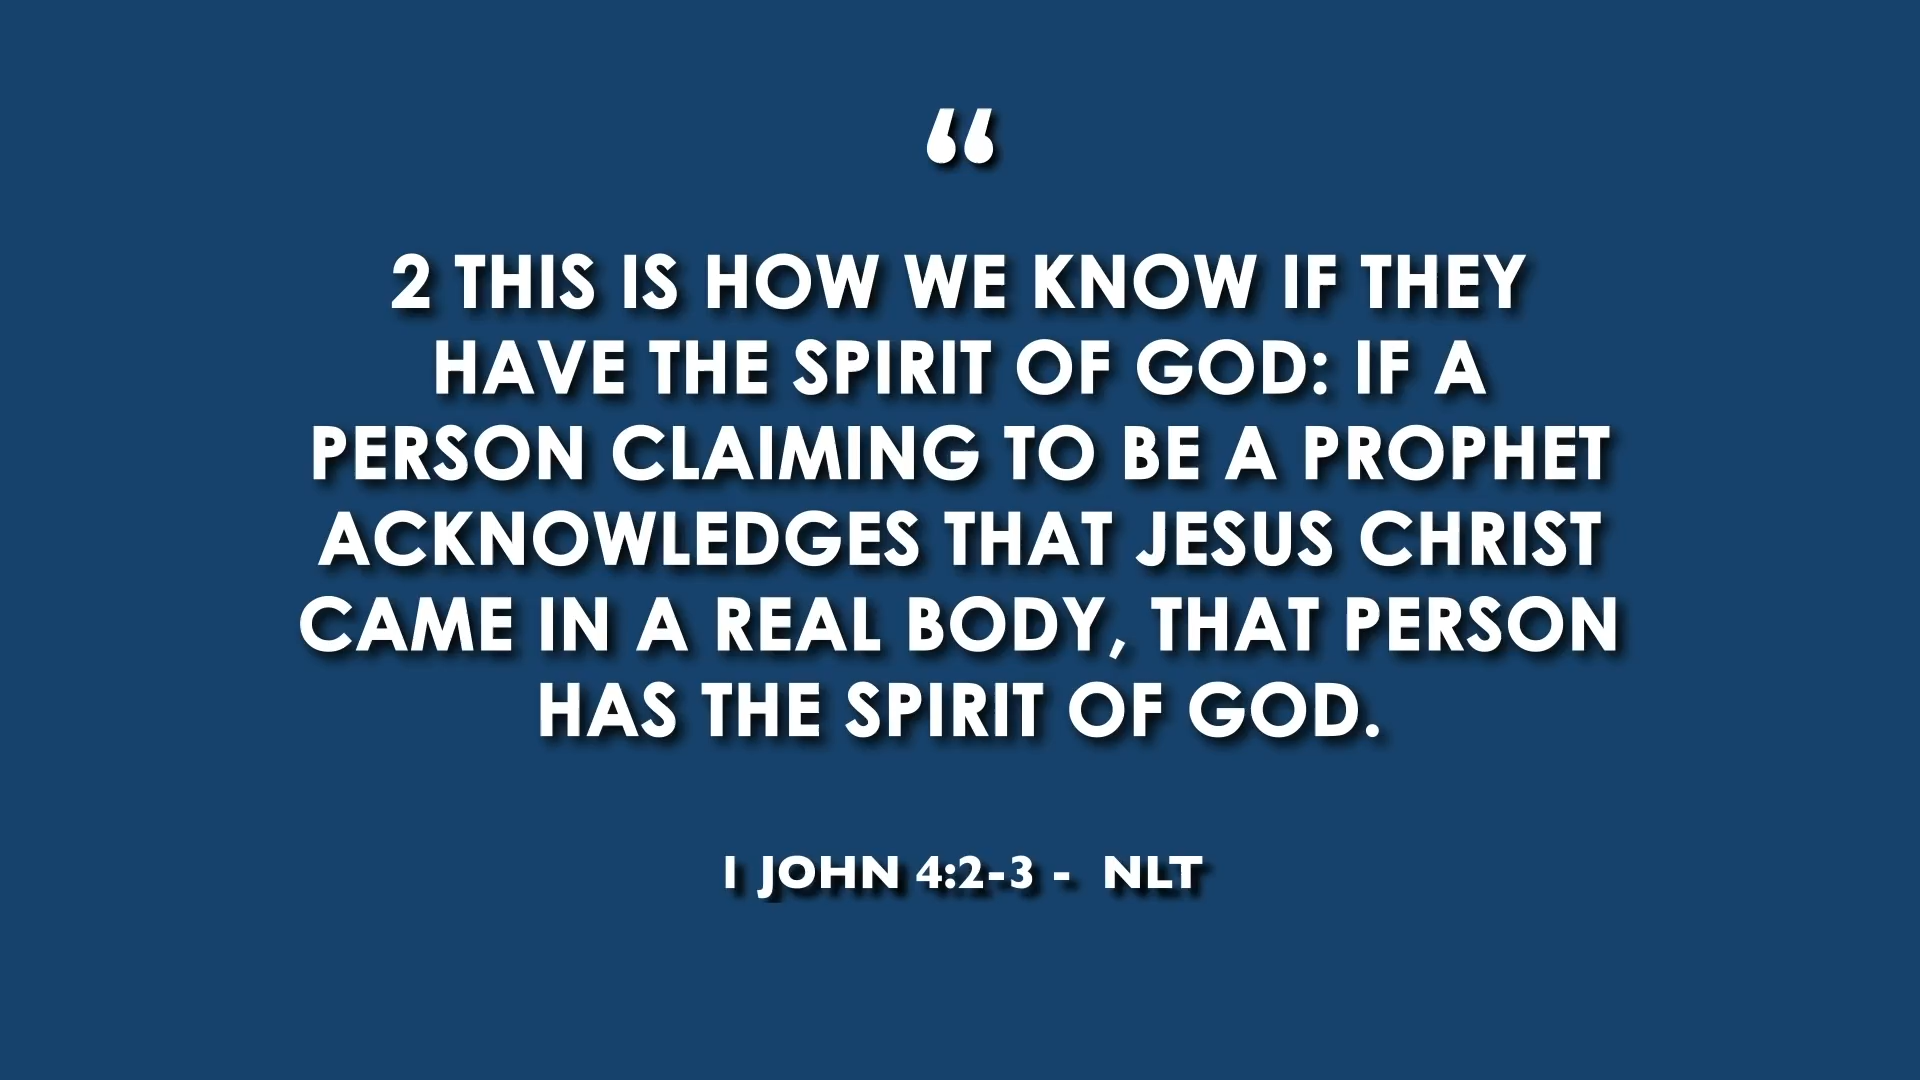 “
2 THIS IS HOW WE KNOW IF THEY
HAVE THE SPIRIT OF GOD: IF A
PERSON CLAIMING TO BE A PROPHET
ACKNOWLEDGES THAT JESUS CHRIST
CAME IN A REAL BODY, THAT PERSON
HAS THE SPIRIT OF GOD.
1 JOHN 4:2-3 - NLT